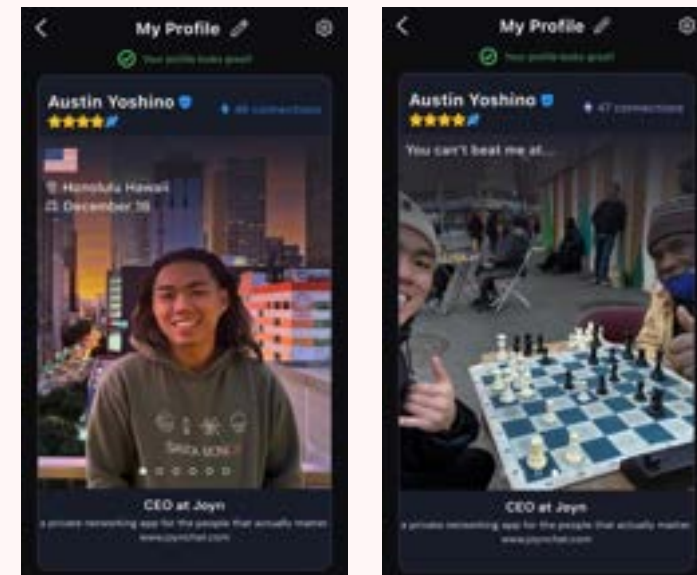 My Profile
Your profile looks great!
Austin Yoshino
connections
Honolulu Hawaii
December
CEO at Joyn
a private networking app for the people that actually matter
www.joynchat.com
My Profile
Your profile looks great!
Austin Yoshino
47 connections
You can't beat me at...
CEO at Joyn
a private networking app for the people that actually matter
www.joynchat.com